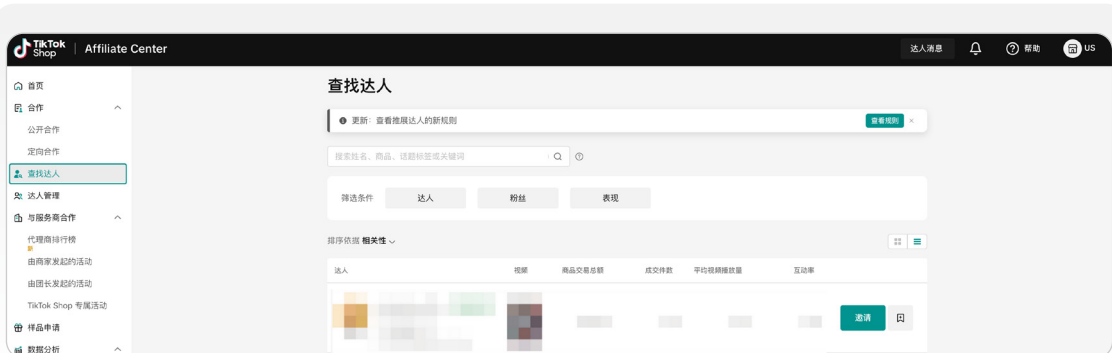 TikTok Shop | Affiliate Center
达人消息
帮助
US
首页
合作
公开合作
定向合作
查找达人
达人管理
与服务商合作
代理商排行榜
由商家发起的活动
由团长发起的活动
TikTok Shop 专属活动
样品申请
数据分析
查找达人
更新：查看推展达人的新规则
查看规则 ×
搜索姓名、商品、话题标签或关键词
筛选条件 达人 粉丝 表现
排序依据 相关性
达人 视频 商品交易总额 成交件数 平均视频播放量 互动率
邀请